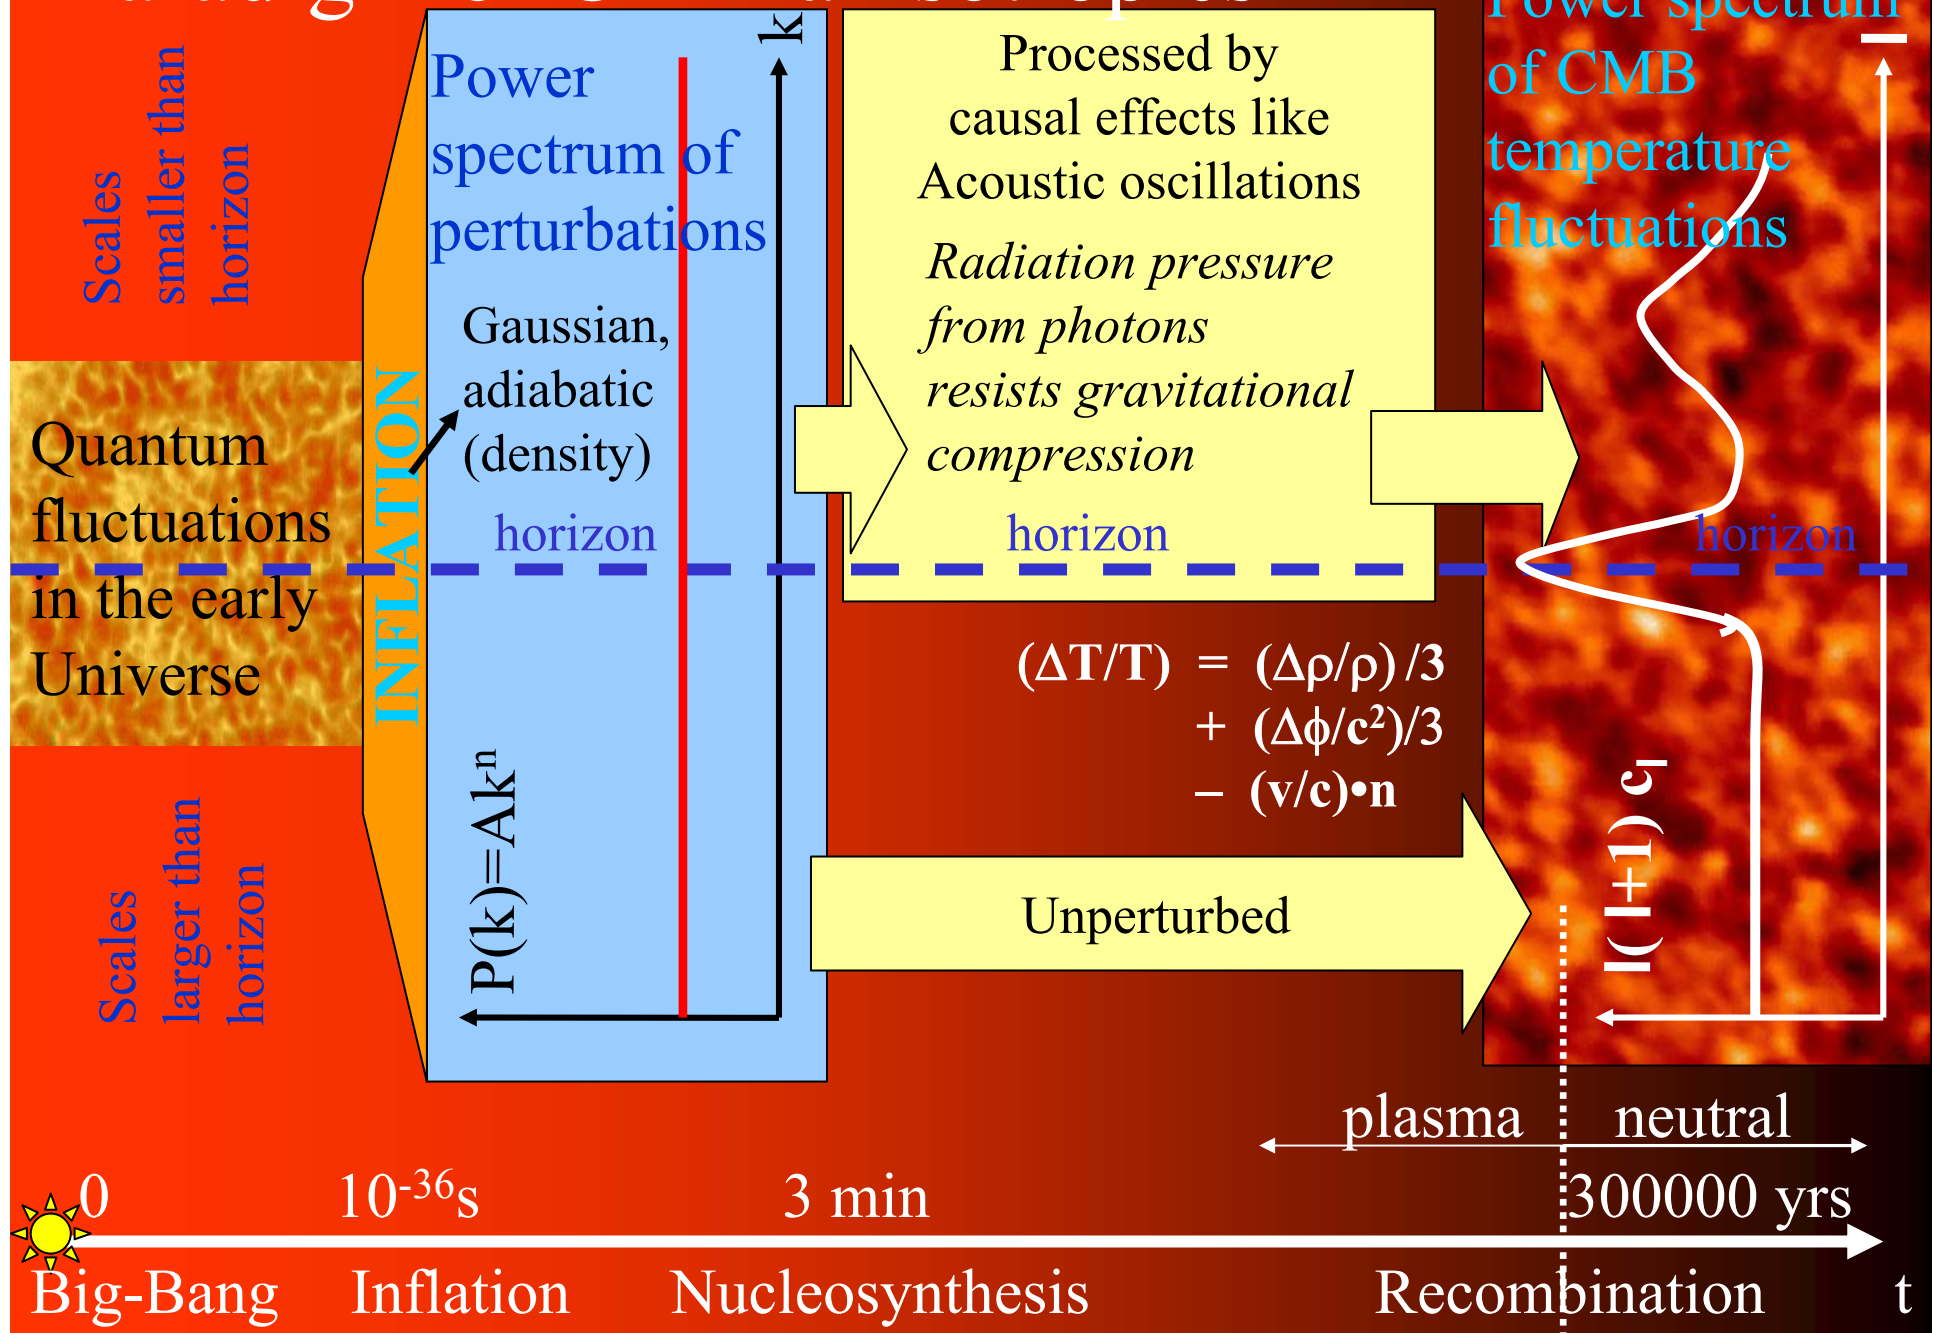 Power spectrum
of CMB
temperature
fluctuations
l
Scales
smaller than
horizon
Power
spectrum of
perturbations
k
Gaussian,
adiabatic
(density)
horizon
Processed by
causal effects like
Acoustic oscillations
Radiation pressure
from photons
resists gravitational
compression
horizon
horizon
Quantum
fluctuations
in the early
Universe
INFLATION
(ΔT/T) = (Δρ/ρ) /3
+ (Δϕ/c²)/3
− (v/c)•n
P(k)=Akⁿ
l( l+1) cₗ
Scales
larger than
horizon
Unperturbed
plasma
neutral
0
10⁻³⁶s
3 min
300000 yrs
Big-Bang
Inflation
Nucleosynthesis
Recombination
t